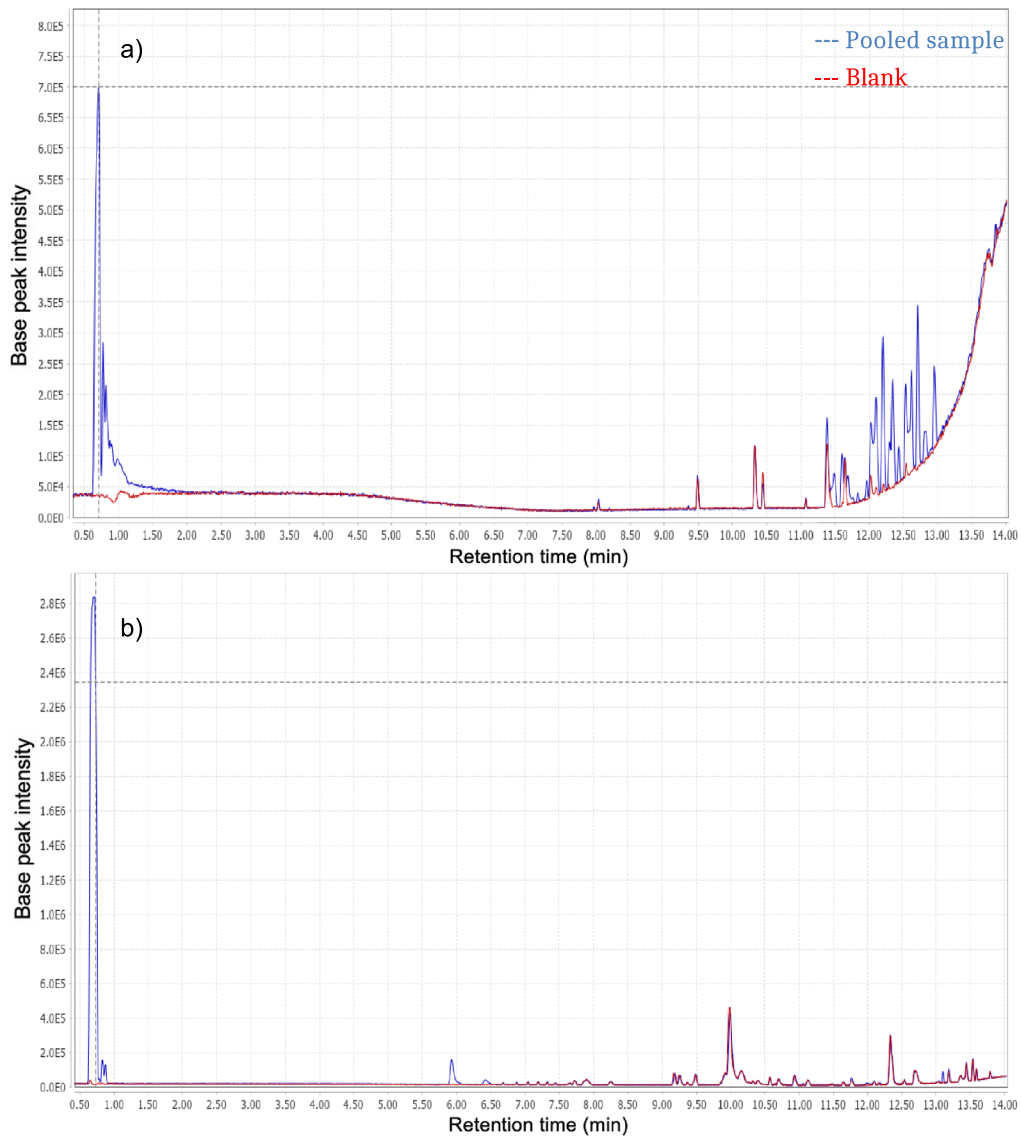 a)
--- Pooled sample
--- Blank
8.0E5
7.5E5
7.0E5
6.5E5
6.0E5
5.5E5
5.0E5
4.5E5
4.0E5
3.5E5
3.0E5
2.5E5
2.0E5
1.5E5
1.0E5
5.0E4
0.0E0
Base peak intensity
0.50 1.00 1.50 2.00 2.50 3.00 3.50 4.00 4.50 5.00 5.50 6.00 6.50 7.00 7.50 8.00 8.50 9.00 9.50 10.00 10.50 11.00 11.50 12.00 12.50 13.00 13.50 14.00
Retention time (min)
b)
2.8E6
2.6E6
2.4E6
2.2E6
2.0E6
1.8E6
1.6E6
1.4E6
1.2E6
1.0E6
8.0E5
6.0E5
4.0E5
2.0E5
0.0E0
Base peak intensity
0.50 1.00 1.50 2.00 2.50 3.00 3.50 4.00 4.50 5.00 5.50 6.00 6.50 7.00 7.50 8.00 8.50 9.00 9.50 10.00 10.50 11.00 11.50 12.00 12.50 13.00 13.50 14.00
Retention time (min)